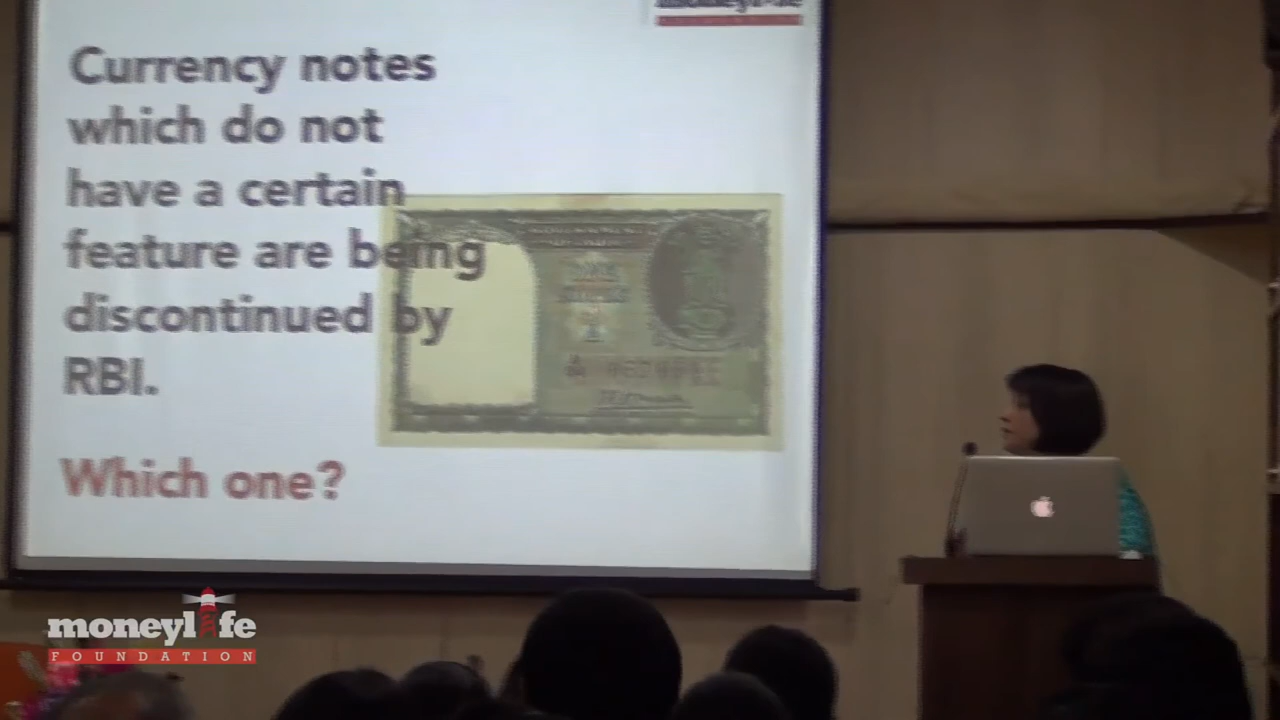 Currency notes
which do not
have a certain
feature are being
discontinued by
RBI.
Which one?
moneylife
FOUNDATION